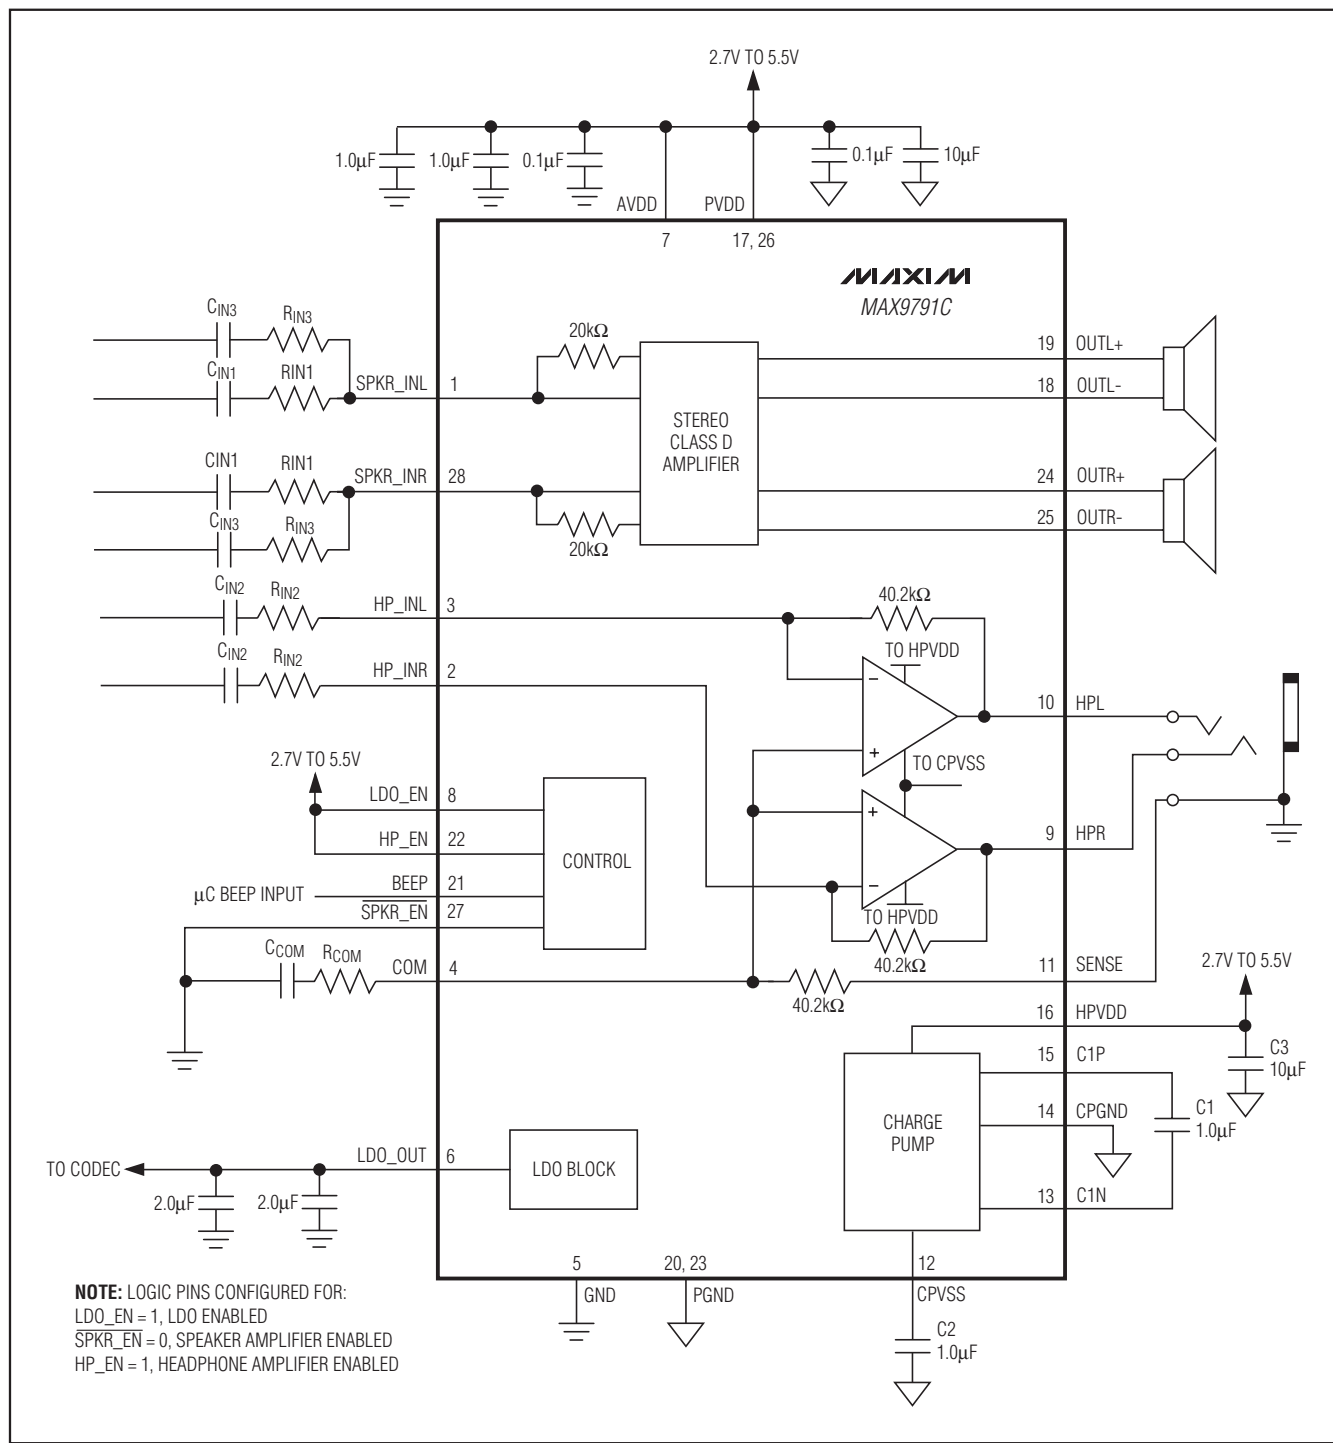 2.7V TO 5.5V
1.0µF
1.0µF
0.1µF
0.1µF
10µF
AVDD
PVDD
7
17, 26
MAXIM
MAX9791C
CIN3
RIN3
CIN1
RIN1
SPKR_INL
1
20kΩ
STEREO
CLASS D
AMPLIFIER
19
OUTL+
18
OUTL-
CIN1
RIN1
SPKR_INR
28
CIN3
RIN3
20kΩ
24
OUTR+
25
OUTR-
CIN2
RIN2
HP_INL
3
40.2kΩ
TO HPVDD
CIN2
RIN2
HP_INR
2
−
+
10
HPL
TO CPVSS
2.7V TO 5.5V
LDO_EN
8
HP_EN
22
CONTROL
+
−
9
HPR
µC BEEP INPUT
BEEP
21
SPKR_EN
27
TO HPVDD
40.2kΩ
CCOM
RCOM
COM
4
40.2kΩ
11
SENSE
2.7V TO 5.5V
16
HPVDD
15
C1P
C3
10µF
CHARGE
PUMP
14
CPGND
C1
1.0µF
13
C1N
TO CODEC
LDO_OUT
6
LDO BLOCK
2.0µF
2.0µF
5
GND
20, 23
PGND
12
CPVSS
C2
1.0µF
NOTE: LOGIC PINS CONFIGURED FOR:
LDO_EN = 1, LDO ENABLED
SPKR_EN = 0, SPEAKER AMPLIFIER ENABLED
HP_EN = 1, HEADPHONE AMPLIFIER ENABLED